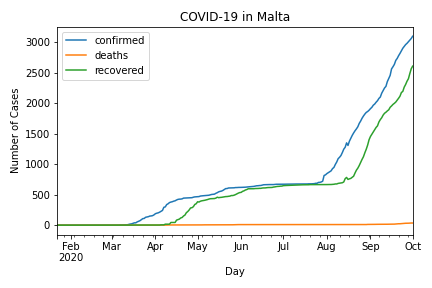 COVID-19 in Malta
confirmed
deaths
recovered
Number of Cases
3000
2500
2000
1500
1000
500
0
Feb Mar Apr May Jun Jul Aug Sep Oct
2020
Day